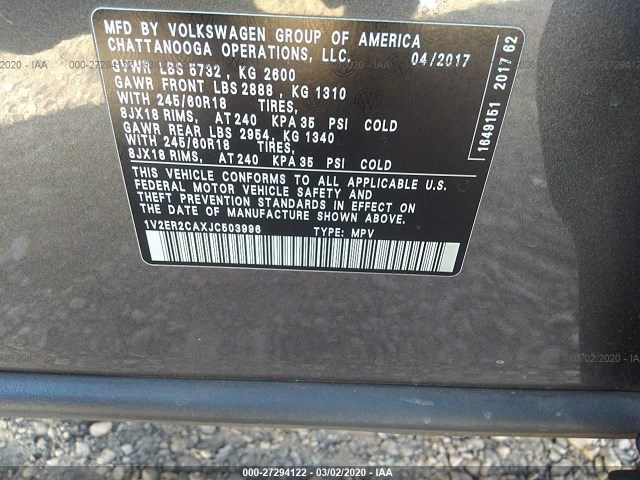 MFD BY VOLKSWAGEN GROUP OF AMERICA
CHATTANOOGA OPERATIONS, LLC. 04/2017
GVWR LBS 5732 , KG 2600
GAWR FRONT LBS 2888 , KG 1310
WITH 245/60R18 TIRES,
8JX18 RIMS, AT 240 KPA 35 PSI COLD
GAWR REAR LBS 2954, KG 1340
WITH 245/60R18 TIRES,
8JX18 RIMS, AT 240 KPA 35 PSI COLD
THIS VEHICLE CONFORMS TO ALL APPLICABLE U.S.
FEDERAL MOTOR VEHICLE SAFETY AND
THEFT PREVENTION STANDARDS IN EFFECT ON
THE DATE OF MANUFACTURE SHOWN ABOVE.
1V2ER2CAXJC503996 TYPE: MPV
1649151 2017 62
000-27294122 — 03/02/2020 — IAA